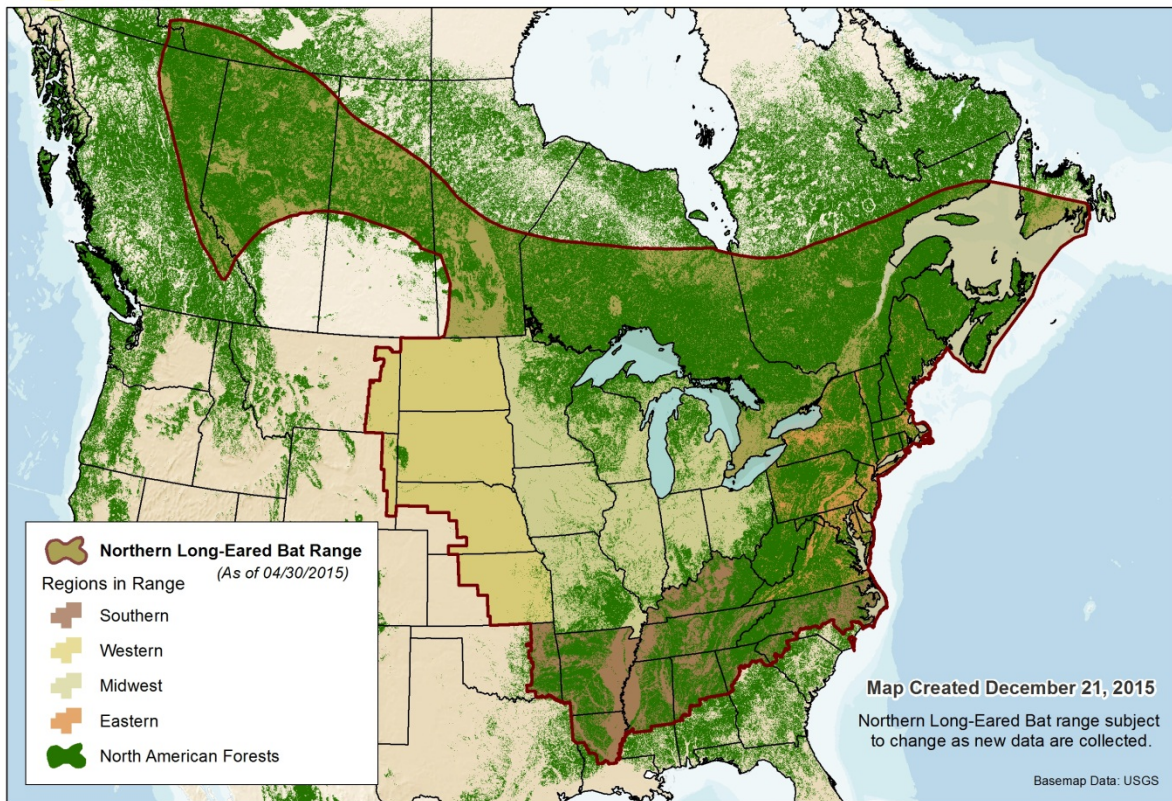 Northern Long-Eared Bat Range
(As of 04/30/2015)
Regions in Range
Southern
Western
Midwest
Eastern
North American Forests
Map Created December 21, 2015
Northern Long-Eared Bat range subject
to change as new data are collected.
Basemap Data: USGS